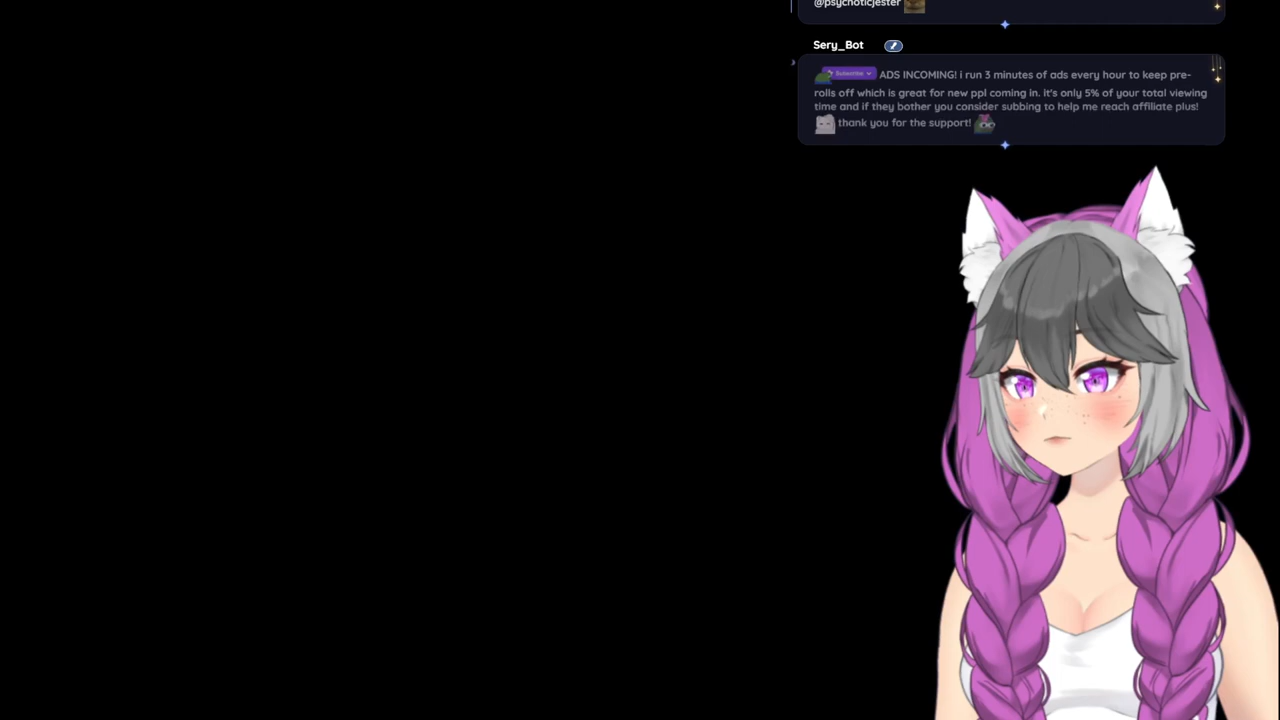 @psychoticjester
Sery_Bot
Subscribe ADS INCOMING! i run 3 minutes of ads every hour to keep pre-
rolls off which is great for new ppl coming in. it's only 5% of your total viewing
time and if they bother you consider subbing to help me reach affiliate plus!
thank you for the support!